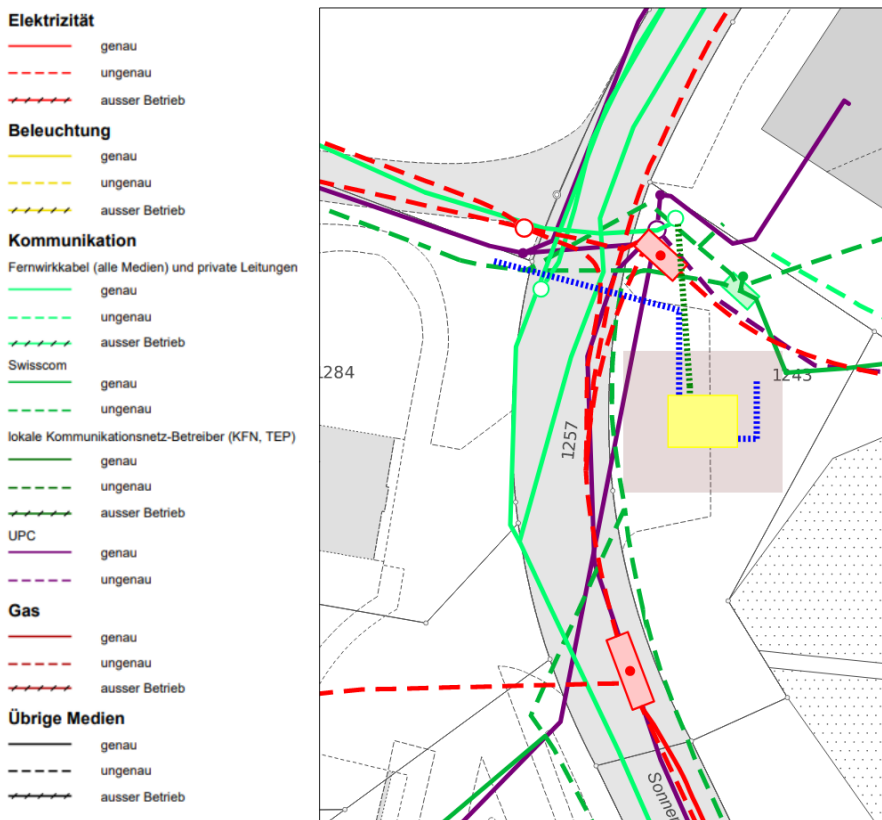 Elektrizität
genau
ungenau
ausser Betrieb
Beleuchtung
genau
ungenau
ausser Betrieb
Kommunikation
Fernwirkkabel (alle Medien) und private Leitungen
genau
ungenau
ausser Betrieb
Swisscom
genau
ungenau
ausser Betrieb
lokale Kommunikationsnetz-Betreiber (KFN, TEP)
genau
ungenau
ausser Betrieb
UPC
genau
ungenau
Gas
genau
ungenau
ausser Betrieb
Übrige Medien
genau
ungenau
ausser Betrieb
1284
1243
1257
Sonne